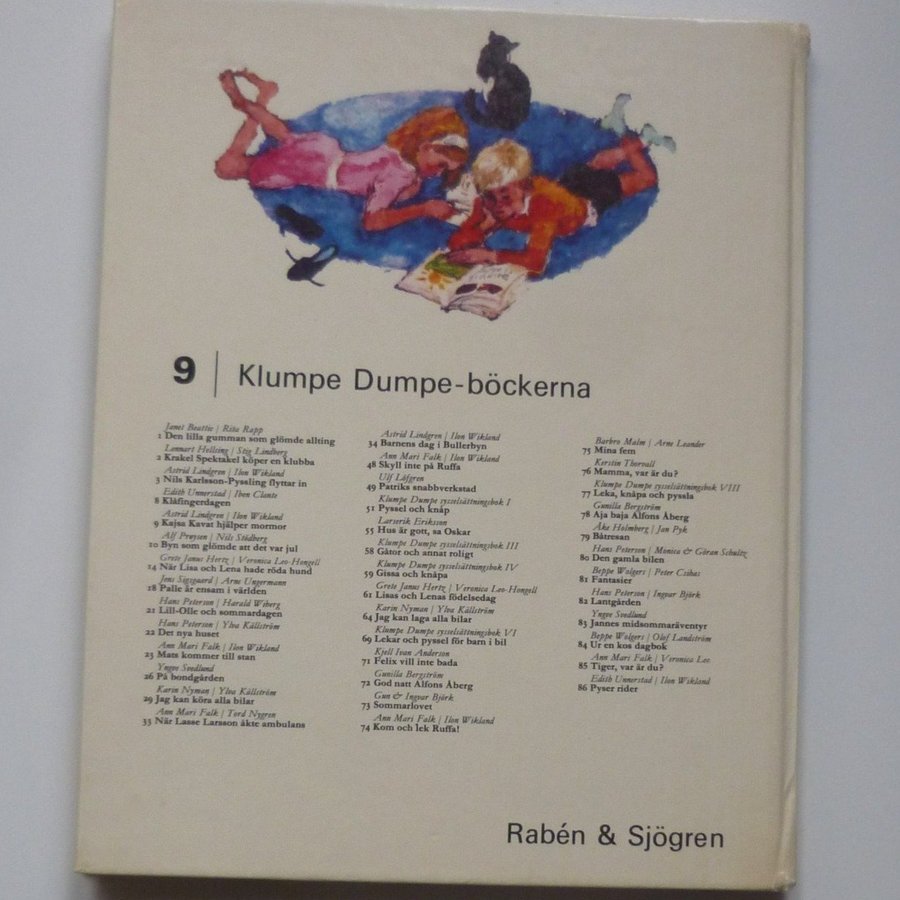 9 | Klumpe Dumpe-böckerna
Janet Beattie / Rita Rapp
1 Den lilla gumman som glömde allting
Lennart Hellsing / Stig Lindberg
2 Krakel Spektakel köper en klubba
Astrid Lindgren / Ilon Wikland
3 Nils Karlsson-Pyssling flyttar in
Edith Unnerstad / Iben Clante
8 Klåfingerdagen
Astrid Lindgren / Ilon Wikland
9 Kajsa Kavat hjälper mormor
Alf Prøysen / Nils Stödberg
10 Byn som glömde att det var jul
Grete Janus Hertz / Veronica Leo-Hongell
14 När Lisa och Lena hade röda hund
Jens Sigsgaard / Arne Ungermann
18 Palle är ensam i världen
Hans Peterson / Harald Wiberg
21 Lill-Olle och sommardagen
Hans Peterson / Ylva Källström
22 Det nya huset
Ann Mari Falk / Ilon Wikland
23 Mats kommer till stan
Yngve Svedlund
26 På bondgården
Karin Nyman / Ylva Källström
29 Jag kan köra alla bilar
Ann Mari Falk / Tord Nygren
33 När Lasse Larsson åkte ambulans
Astrid Lindgren / Ilon Wikland
34 Barnens dag i Bullerbyn
Ann Mari Falk / Ilon Wikland
48 Skyll inte på Ruffa
Ulf Löfgren
49 Patriks snabbverkstad
Klumpe Dumpe sysselsättningsbok I
51 Pyssel och knåp
Larserik Eriksson
55 Hus är gott, sa Oskar
Klumpe Dumpe sysselsättningsbok III
58 Gåtor och annat roligt
Klumpe Dumpe sysselsättningsbok IV
59 Gissa och knåpa
Grete Janus Hertz / Veronica Leo-Hongell
61 Lisas och Lenas födelsedag
Karin Nyman / Ylva Källström
64 Jag kan laga alla bilar
Klumpe Dumpe sysselsättningsbok VI
69 Lekar och pyssel för barn i bil
Kjell Ivan Anderson
71 Felix vill inte bada
Gunilla Bergström
72 God natt Alfons Åberg
Gun & Ingvar Björk
73 Sommarlovet
Ann Mari Falk / Ilon Wikland
74 Kom och lek Ruffa!
Barbro Malm / Arne Leander
75 Mina fem
Kerstin Thorvall
76 Mamma, var är du?
Klumpe Dumpe sysselsättningsbok VIII
77 Leka, knåpa och pyssla
Gunilla Bergström
78 Aja baja Alfons Åberg
Åke Holmberg / Jan Pyk
79 Båtresan
Hans Peterson / Monica & Göran Schultz
80 Den gamla bilen
Beppe Wolgers / Peter Csihas
81 Fantasier
Hans Peterson / Ingvar Björk
82 Lantgården
Yngve Svedlund
83 Jannes midsommaräventyr
Beppe Wolgers / Olof Landström
84 Ur en kos dagbok
Ann Mari Falk / Veronica Leo
85 Tiger, var är du?
Edith Unnerstad / Ilon Wikland
86 Pyser rider
Rabén & Sjögren